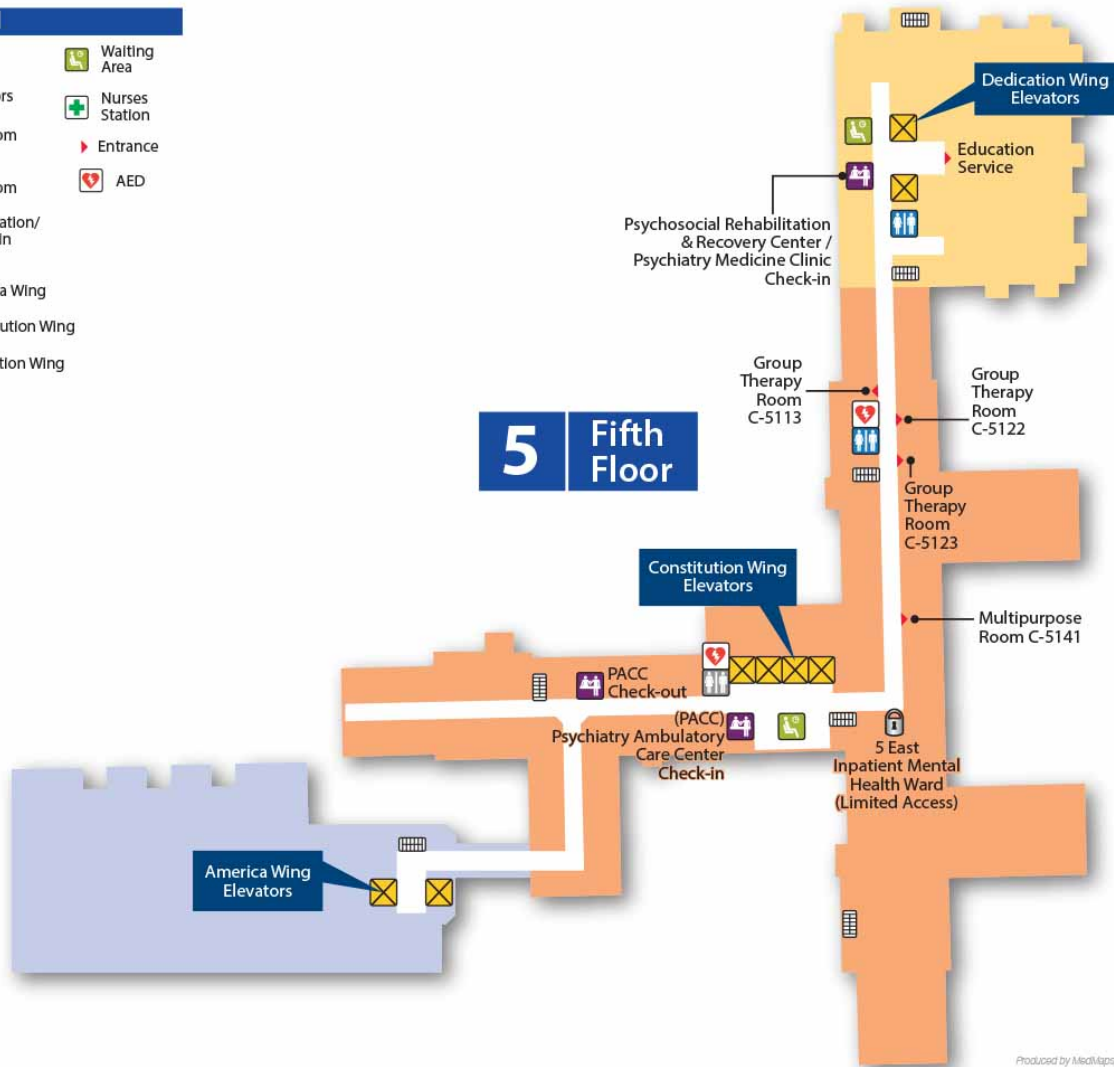 Waiting
Area
Nurses
Station
Entrance
AED
ation/
a Wing
ution Wing
tion Wing
Dedication Wing
Elevators
Education
Service
Psychosocial Rehabilitation
& Recovery Center /
Psychiatry Medicine Clinic
Check-in
Group
Therapy
Room
C-5113
Group
Therapy
Room
C-5122
5
Fifth
Floor
Group
Therapy
Room
C-5123
Constitution Wing
Elevators
Multipurpose
Room C-5141
PACC
Check-out
(PACC)
Psychiatry Ambulatory
Care Center
Check-in
5 East
Inpatient Mental
Health Ward
(Limited Access)
America Wing
Elevators
Produced by MediMaps